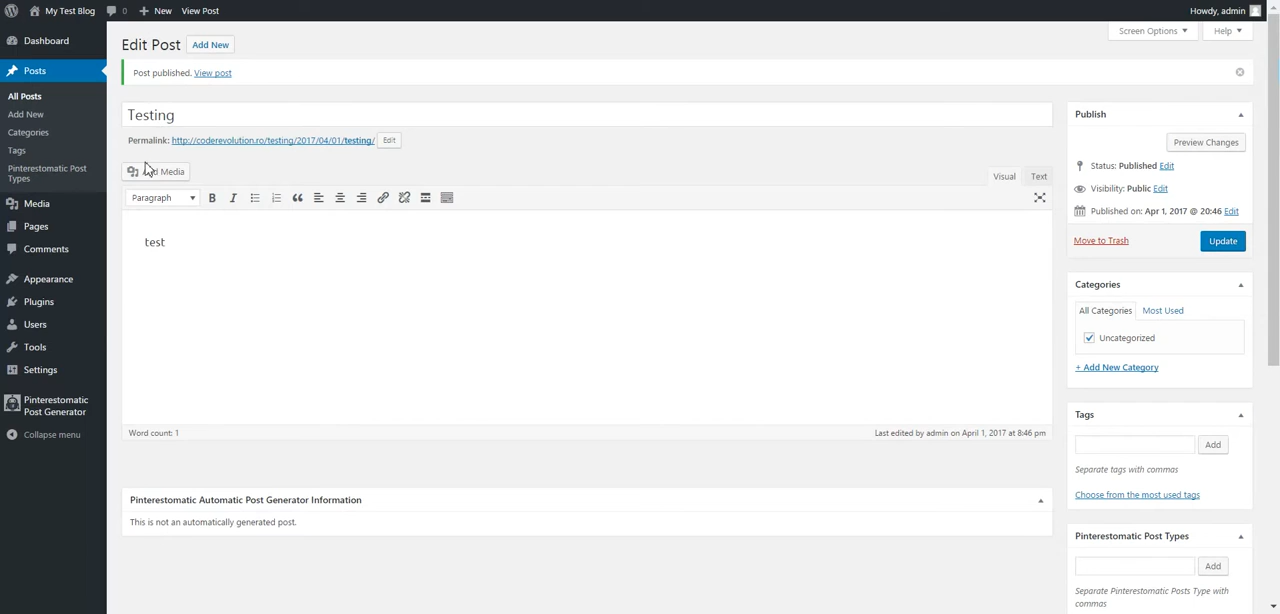 My Test Blog 0 New View Post Howdy, admin
Dashboard
Posts
All Posts
Add New
Categories
Tags
Pinterestomatic Post
Types
Media
Pages
Comments
Appearance
Plugins
Users
Tools
Settings
Pinterestomatic
Post Generator
Collapse menu
Screen Options Help
Edit Post Add New
Post published. View post
Testing
Permalink: http://coderevolution.ro/testing/2017/04/01/testing/ Edit
Add Media
Visual Text
Paragraph B I
test
Word count: 1 Last edited by admin on April 1, 2017 at 8:46 pm
Pinterestomatic Automatic Post Generator Information
This is not an automatically generated post.
Publish
Preview Changes
Status: Published Edit
Visibility: Public Edit
Published on: Apr 1, 2017 @ 20:46 Edit
Move to Trash Update
Categories
All Categories Most Used
Uncategorized
+ Add New Category
Tags
Add
Separate tags with commas
Choose from the most used tags
Pinterestomatic Post Types
Add
Separate Pinterestomatic Posts Type with
commas